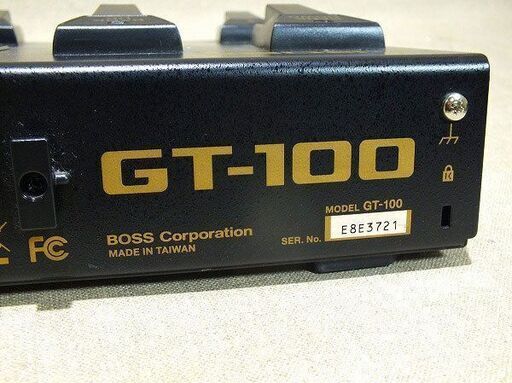 GT-100
MODEL GT-100
SER. No. E8E3721
FC
BOSS Corporation
MADE IN TAIWAN